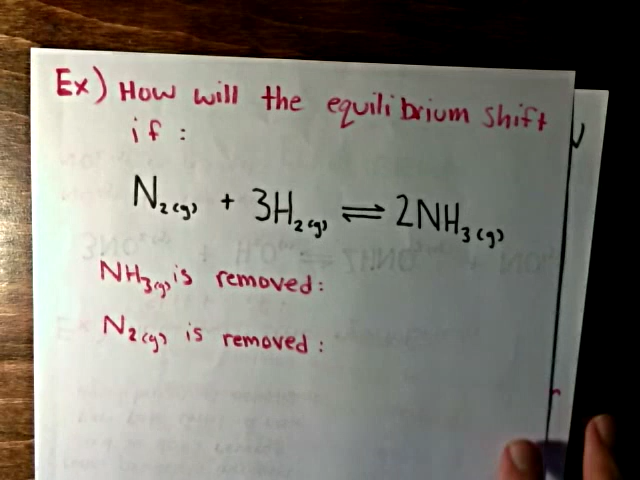 Ex) How will the equilibrium shift
if :
N₂(g) + 3H₂(g) ⇌ 2NH₃(g)
NH₃(g) is removed:
N₂(g) is removed: